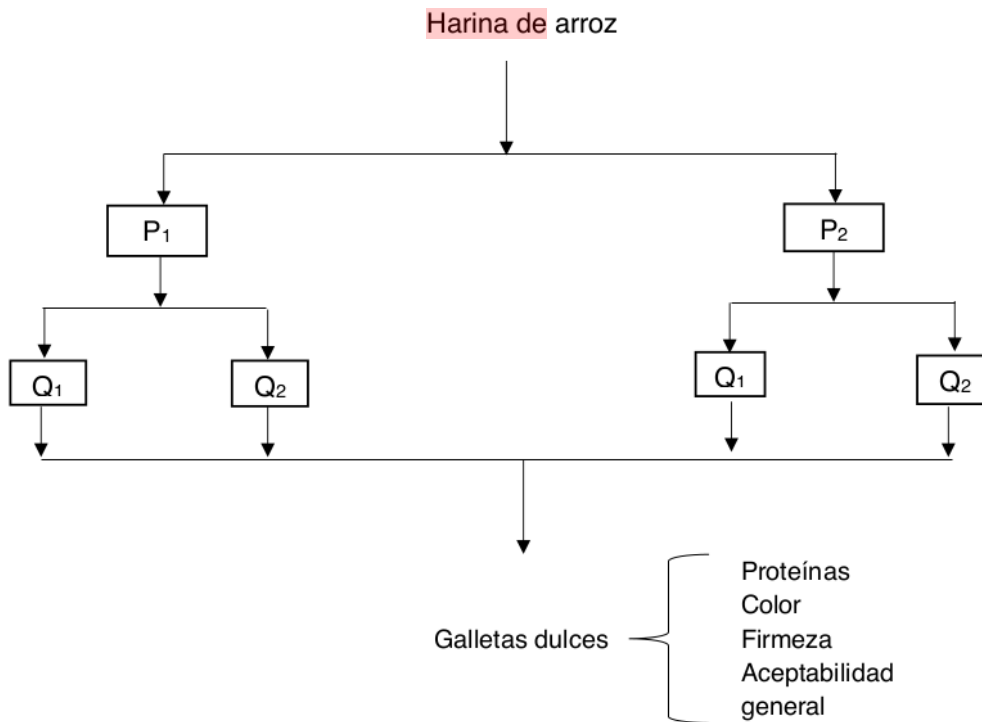 Harina de arroz
P₁
P₂
Q₁
Q₂
Q₁
Q₂
Galletas dulces
Proteínas
Color
Firmeza
Aceptabilidad
general